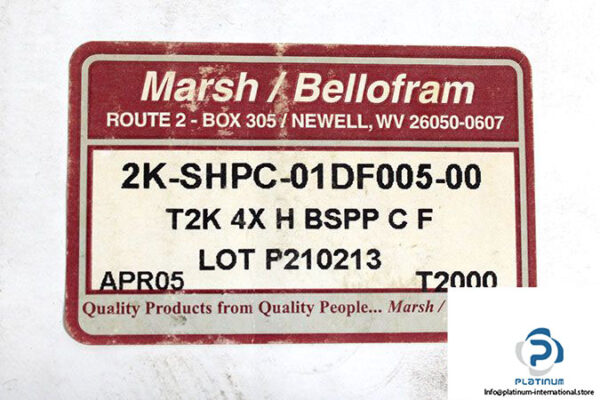 Marsh / Bellofram
ROUTE 2 - BOX 305 / NEWELL, WV 26050-0607
2K-SHPC-01DF005-00
T2K 4X H BSPP C F
LOT P210213
APR05 T2000
Quality Products from Quality People... Marsh /
PLATINUM
Info@platinum-international.store